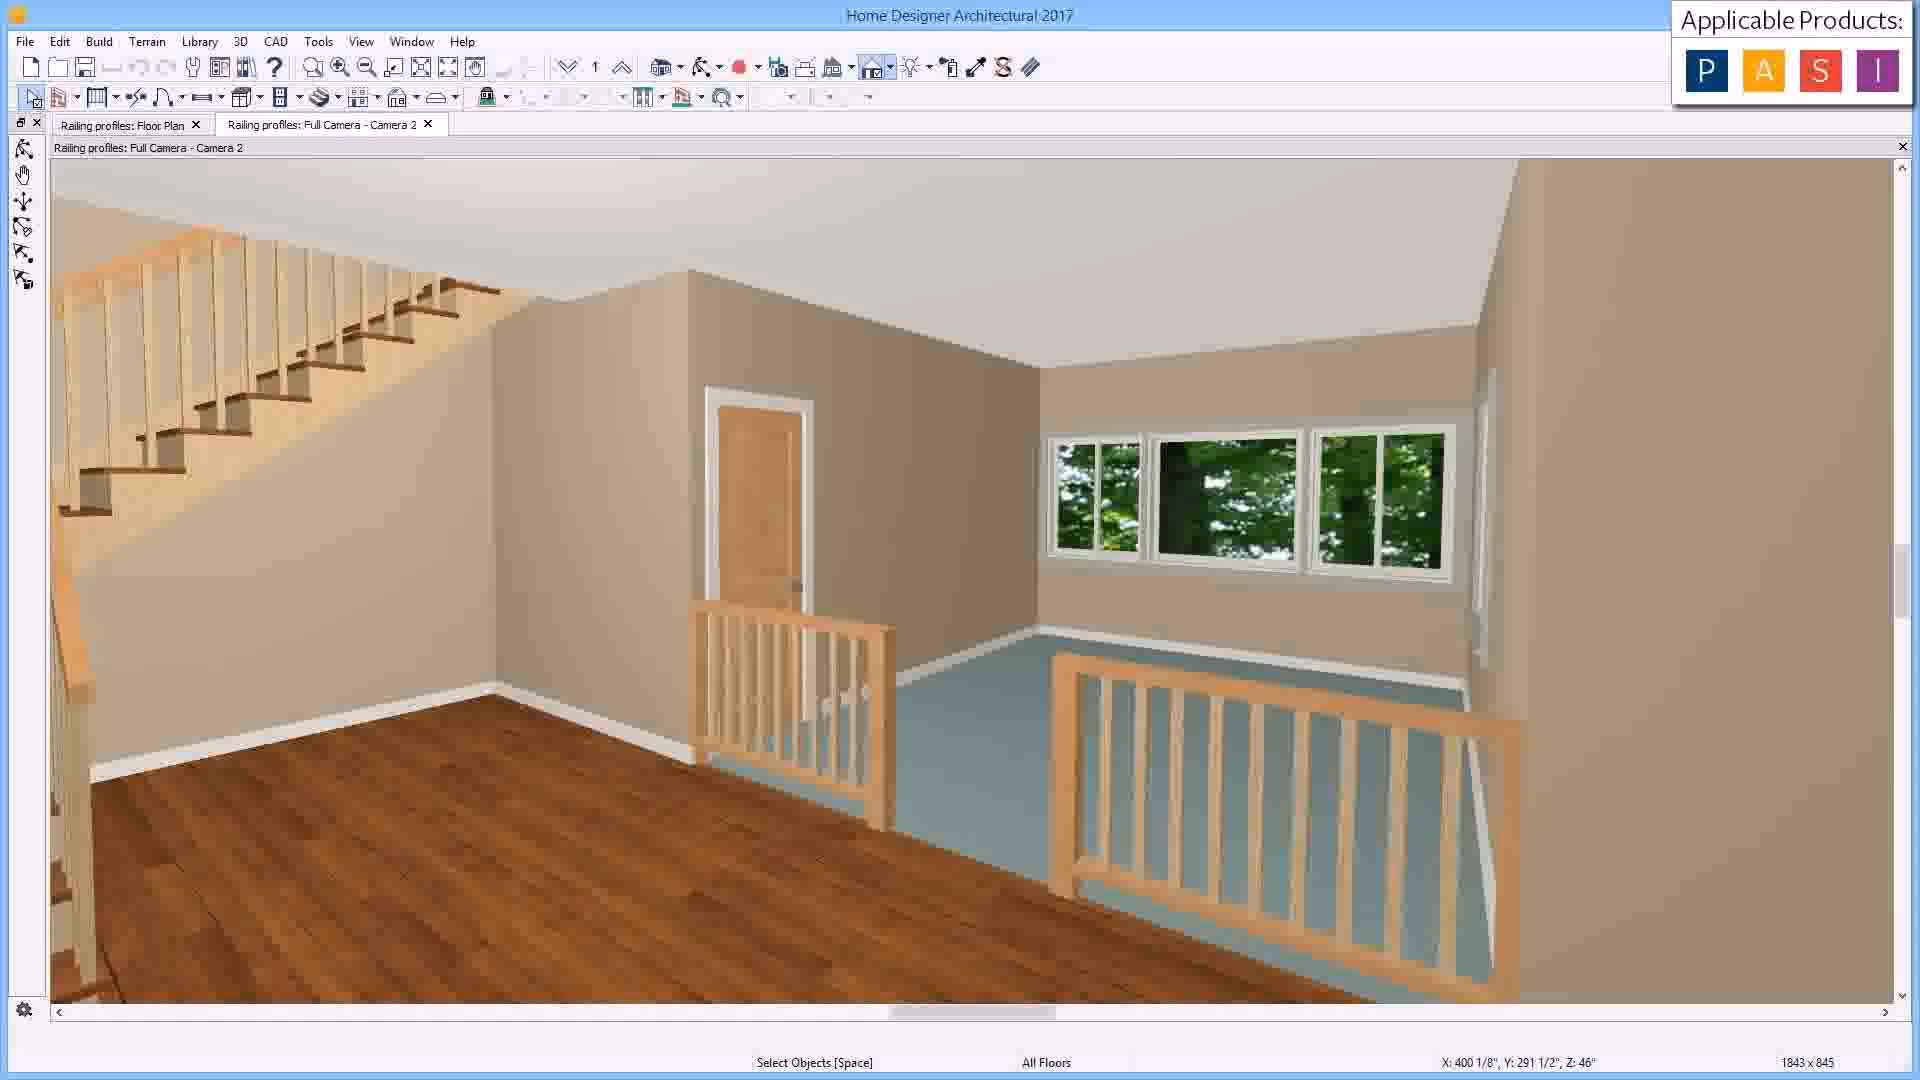 Home Designer Architectural 2017
Applicable Products:
P A S I
File Edit Build Terrain Library 3D CAD Tools View Window Help
1
Railing profiles: Floor Plan
Railing profiles: Full Camera - Camera 2
Railing profiles: Full Camera - Camera 2
Select Objects [Space] All Floors X: 400 1/8", Y: 291 1/2", Z: 46" 1843 x 845